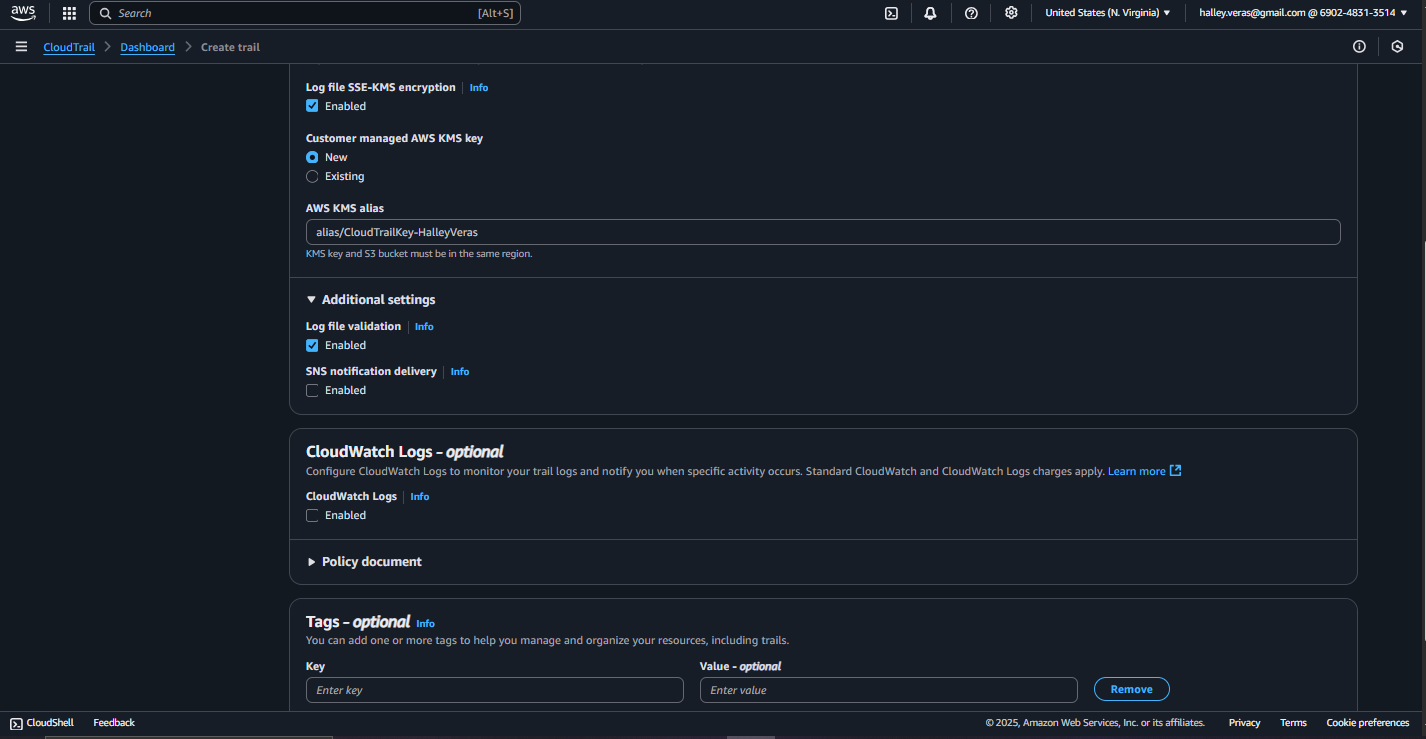 aws Search [Alt+S] United States (N. Virginia) halley.veras@gmail.com @ 6902-4831-3514
CloudTrail Dashboard Create trail
Log file SSE-KMS encryption Info
Enabled
Customer managed AWS KMS key
New
Existing
AWS KMS alias
alias/CloudTrailKey-HalleyVeras
KMS key and S3 bucket must be in the same region.
Additional settings
Log file validation Info
Enabled
SNS notification delivery Info
Enabled
CloudWatch Logs - optional
Configure CloudWatch Logs to monitor your trail logs and notify you when specific activity occurs. Standard CloudWatch and CloudWatch Logs charges apply. Learn more
CloudWatch Logs Info
Enabled
Policy document
Tags - optional Info
You can add one or more tags to help you manage and organize your resources, including trails.
Key Value - optional
Enter key Enter value Remove
CloudShell Feedback © 2025, Amazon Web Services, Inc. or its affiliates. Privacy Terms Cookie preferences